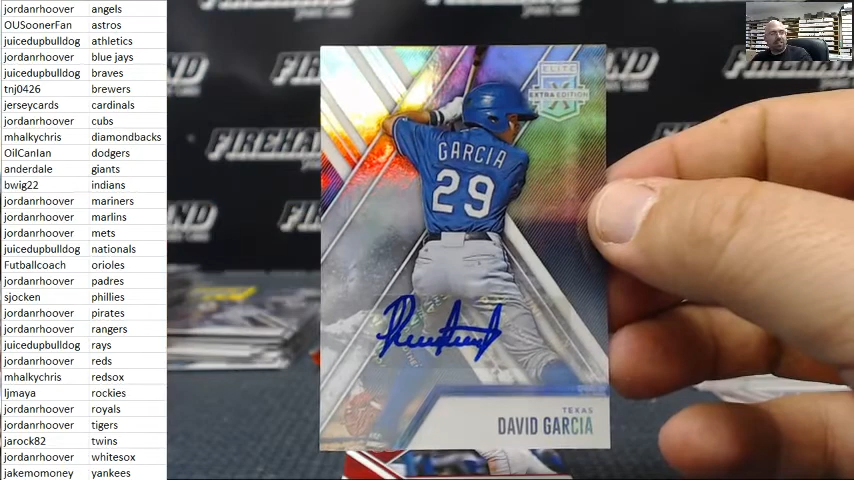 jordanrhoover angels
OUSoonerFan astros
juicedupbulldog athletics
jordanrhoover blue jays
juicedupbulldog braves
tnj0426 brewers
jerseycards cardinals
jordanrhoover cubs
mhalkychris diamondbacks
OilCanIan dodgers
anderdale giants
bwig22 indians
jordanrhoover mariners
jordanrhoover marlins
jordanrhoover mets
juicedupbulldog nationals
Futballcoach orioles
jordanrhoover padres
sjocken phillies
jordanrhoover pirates
jordanrhoover rangers
juicedupbulldog rays
jordanrhoover reds
mhalkychris redsox
ljmaya rockies
jordanrhoover royals
jordanrhoover tigers
jarock82 twins
jordanrhoover whitesox
jakemomoney yankees
FIREHAND
ELITE
EXTRA EDITION
GARCIA
29
TEXAS
DAVID GARCIA